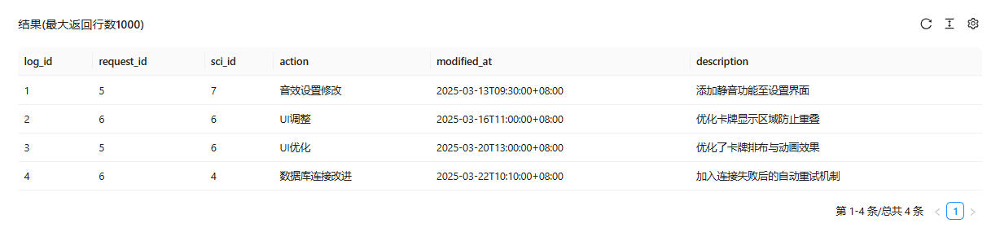 结果(最大返回行数1000)
log_id request_id sci_id action modified_at description
1 5 7 音效设置修改 2025-03-13T09:30:00+08:00 添加静音功能至设置界面
2 6 6 UI调整 2025-03-16T11:00:00+08:00 优化卡牌显示区域防止重叠
3 5 6 UI优化 2025-03-20T13:00:00+08:00 优化了卡牌排布与动画效果
4 6 4 数据库连接改进 2025-03-22T10:10:00+08:00 加入连接失败后的自动重试机制
第 1-4 条/总共 4 条 < 1 >